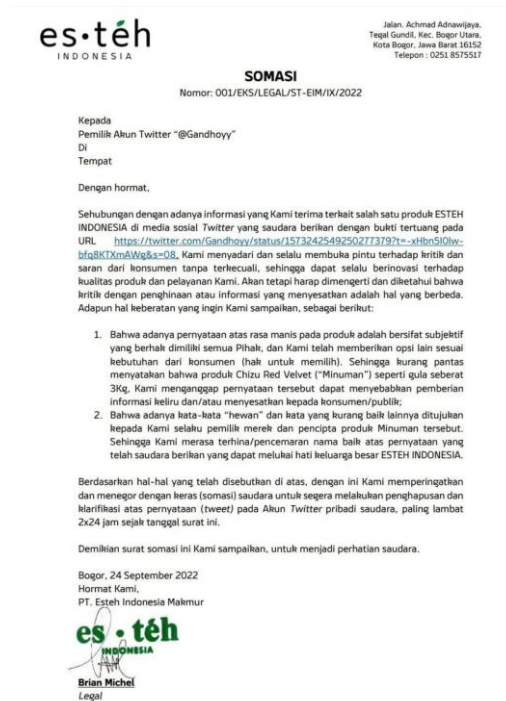 es•téh
INDONESIA
Jalan. Achmad Adnawijaya,
Tegal Gundil, Kec. Bogor Utara,
Kota Bogor, Jawa Barat 16152
Telepon : 0251 8575517
SOMASI
Nomor: 001/EKS/LEGAL/ST-EIM/IX/2022
Kepada
Pemilik Akun Twitter “@Gandhoyy”
Di
Tempat
Dengan hormat,
Sehubungan dengan adanya informasi yang Kami terima terkait salah satu produk ESTEH
INDONESIA di media sosial Twitter yang saudara berikan dengan bukti tertuang pada
URL https://twitter.com/Gandhoyy/status/1573242549250277379?t=-xHbn5I0lw-
bfq8KTXmAWg&s=08. Kami menyadari dan selalu membuka pintu terhadap kritik dan
saran dari konsumen tanpa terkecuali, sehingga dapat selalu berinovasi terhadap
kualitas produk dan pelayanan Kami. Akan tetapi harap dimengerti dan diketahui bahwa
kritik dengan penghinaan atau informasi yang menyesatkan adalah hal yang berbeda.
Adapun hal keberatan yang ingin Kami sampaikan, sebagai berikut:
1. Bahwa adanya pernyataan atas rasa manis pada produk adalah bersifat subjektif
yang berhak dimiliki semua Pihak, dan Kami telah memberikan opsi lain sesuai
kebutuhan dari konsumen (hak untuk memilih). Sehingga kurang pantas
menyatakan bahwa produk Chizu Red Velvet (“Minuman”) seperti gula seberat
3Kg, Kami menganggap pernyataan tersebut dapat menyebabkan pemberian
informasi keliru dan/atau menyesatkan kepada konsumen/publik;
2. Bahwa adanya kata-kata “hewan” dan kata yang kurang baik lainnya ditujukan
kepada Kami selaku pemilik merek dan pencipta produk Minuman tersebut.
Sehingga Kami merasa terhina/pencemaran nama baik atas pernyataan yang
telah saudara berikan yang dapat melukai hati keluarga besar ESTEH INDONESIA.
Berdasarkan hal-hal yang telah disebutkan di atas, dengan ini Kami memperingatkan
dan menegor dengan keras (somasi) saudara untuk segera melakukan penghapusan dan
klarifikasi atas pernyataan (tweet) pada Akun Twitter pribadi saudara, paling lambat
2x24 jam sejak tanggal surat ini.
Demikian surat somasi ini Kami sampaikan, untuk menjadi perhatian saudara.
Bogor, 24 September 2022
Hormat Kami,
PT. Esteh Indonesia Makmur
es•téh
INDONESIA
Brian Michel
Legal